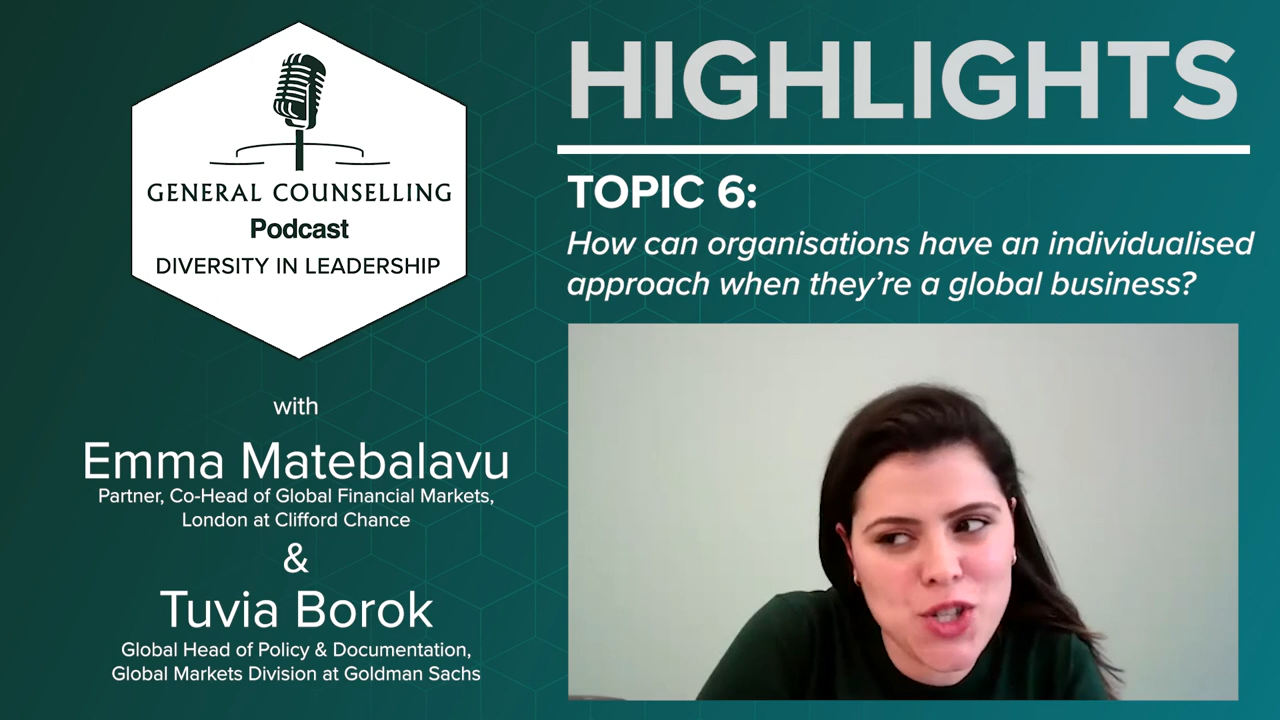 GENERAL COUNSELLING
Podcast
DIVERSITY IN LEADERSHIP
with
Emma Matebalavu
Partner, Co-Head of Global Financial Markets,
London at Clifford Chance
&
Tuvia Borok
Global Head of Policy & Documentation,
Global Markets Division at Goldman Sachs
HIGHLIGHTS
TOPIC 6:
How can organisations have an individualised
approach when they’re a global business?